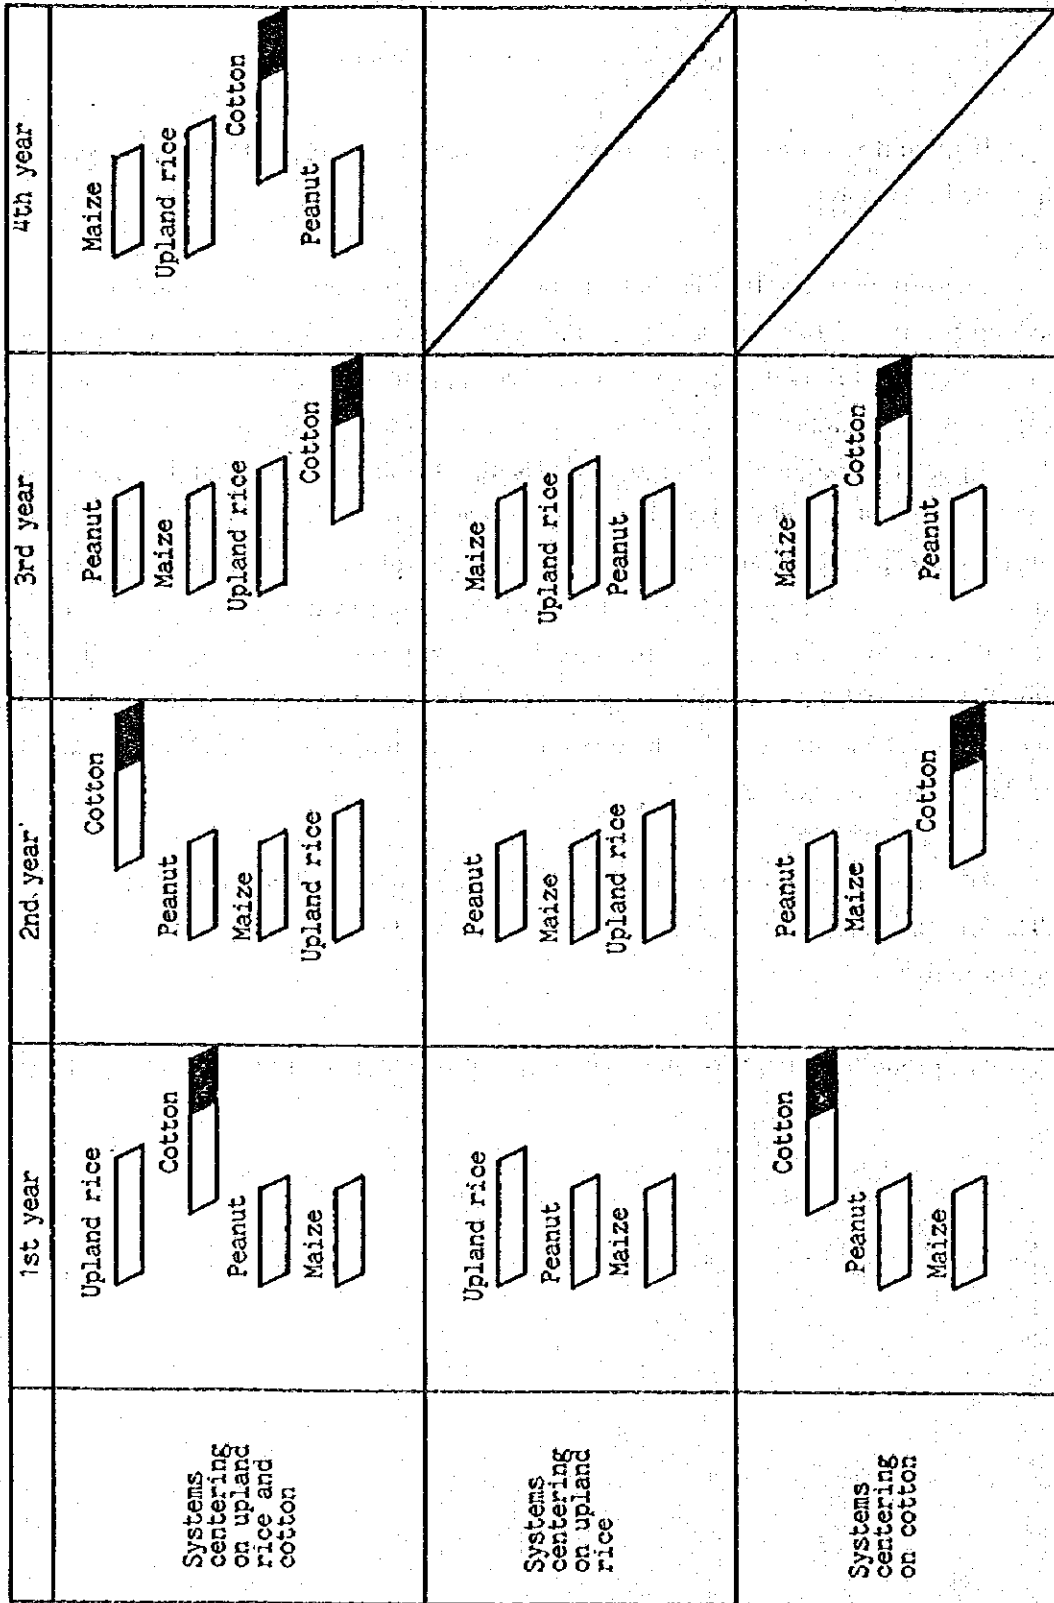 1st year
2nd year
3rd year
4th year
Systems
centering
on upland
rice and
cotton
Upland rice
Cotton
Peanut
Maize
Cotton
Peanut
Maize
Upland rice
Peanut
Maize
Upland rice
Cotton
Maize
Upland rice
Cotton
Peanut
Systems
centering
on upland
rice
Upland rice
Peanut
Maize
Peanut
Maize
Upland rice
Maize
Upland rice
Peanut
Systems
centering
on cotton
Cotton
Peanut
Maize
Peanut
Maize
Cotton
Maize
Cotton
Peanut